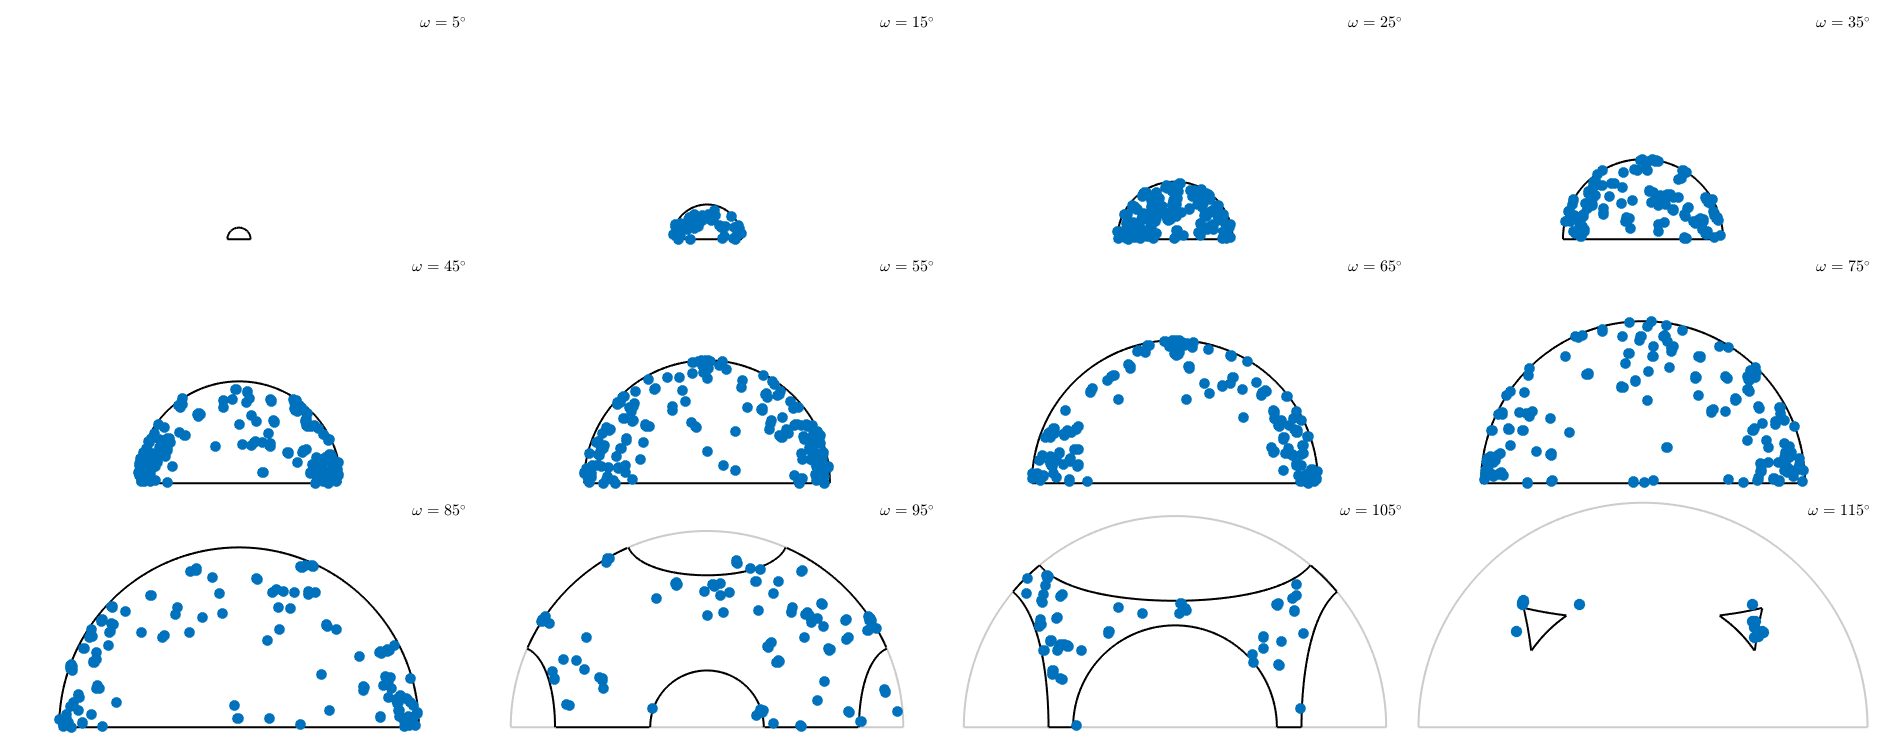 ω = 5°
ω = 15°
ω = 25°
ω = 35°
ω = 45°
ω = 55°
ω = 65°
ω = 75°
ω = 85°
ω = 95°
ω = 105°
ω = 115°